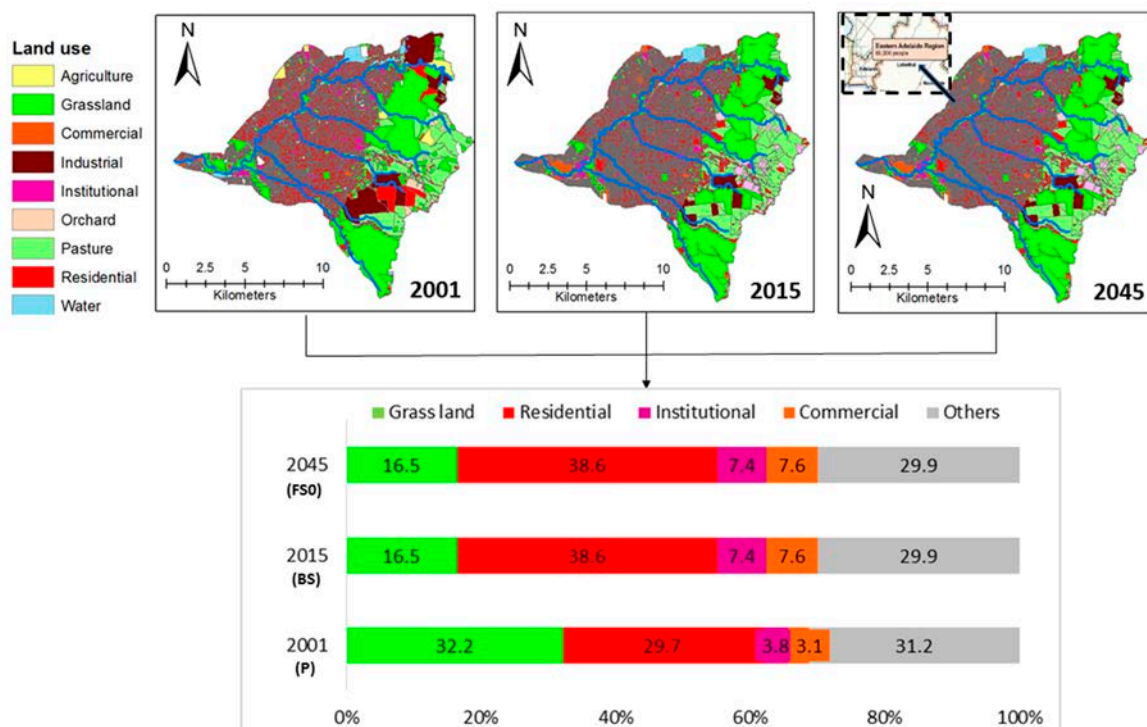 Land use
Agriculture
Grassland
Commercial
Industrial
Institutional
Orchard
Pasture
Residential
Water
N
0 2.5 5 10
Kilometers
2001
N
0 2.5 5 10
Kilometers
2015
Eastern Adelaide Region
N
0 2.5 5 10
Kilometers
2045
Grass land Residential Institutional Commercial Others
2045
(FS0)
16.5 38.6 7.4 7.6 29.9
2015
(BS)
16.5 38.6 7.4 7.6 29.9
2001
(P)
32.2 29.7 3.8 3.1 31.2
0% 20% 40% 60% 80% 100%